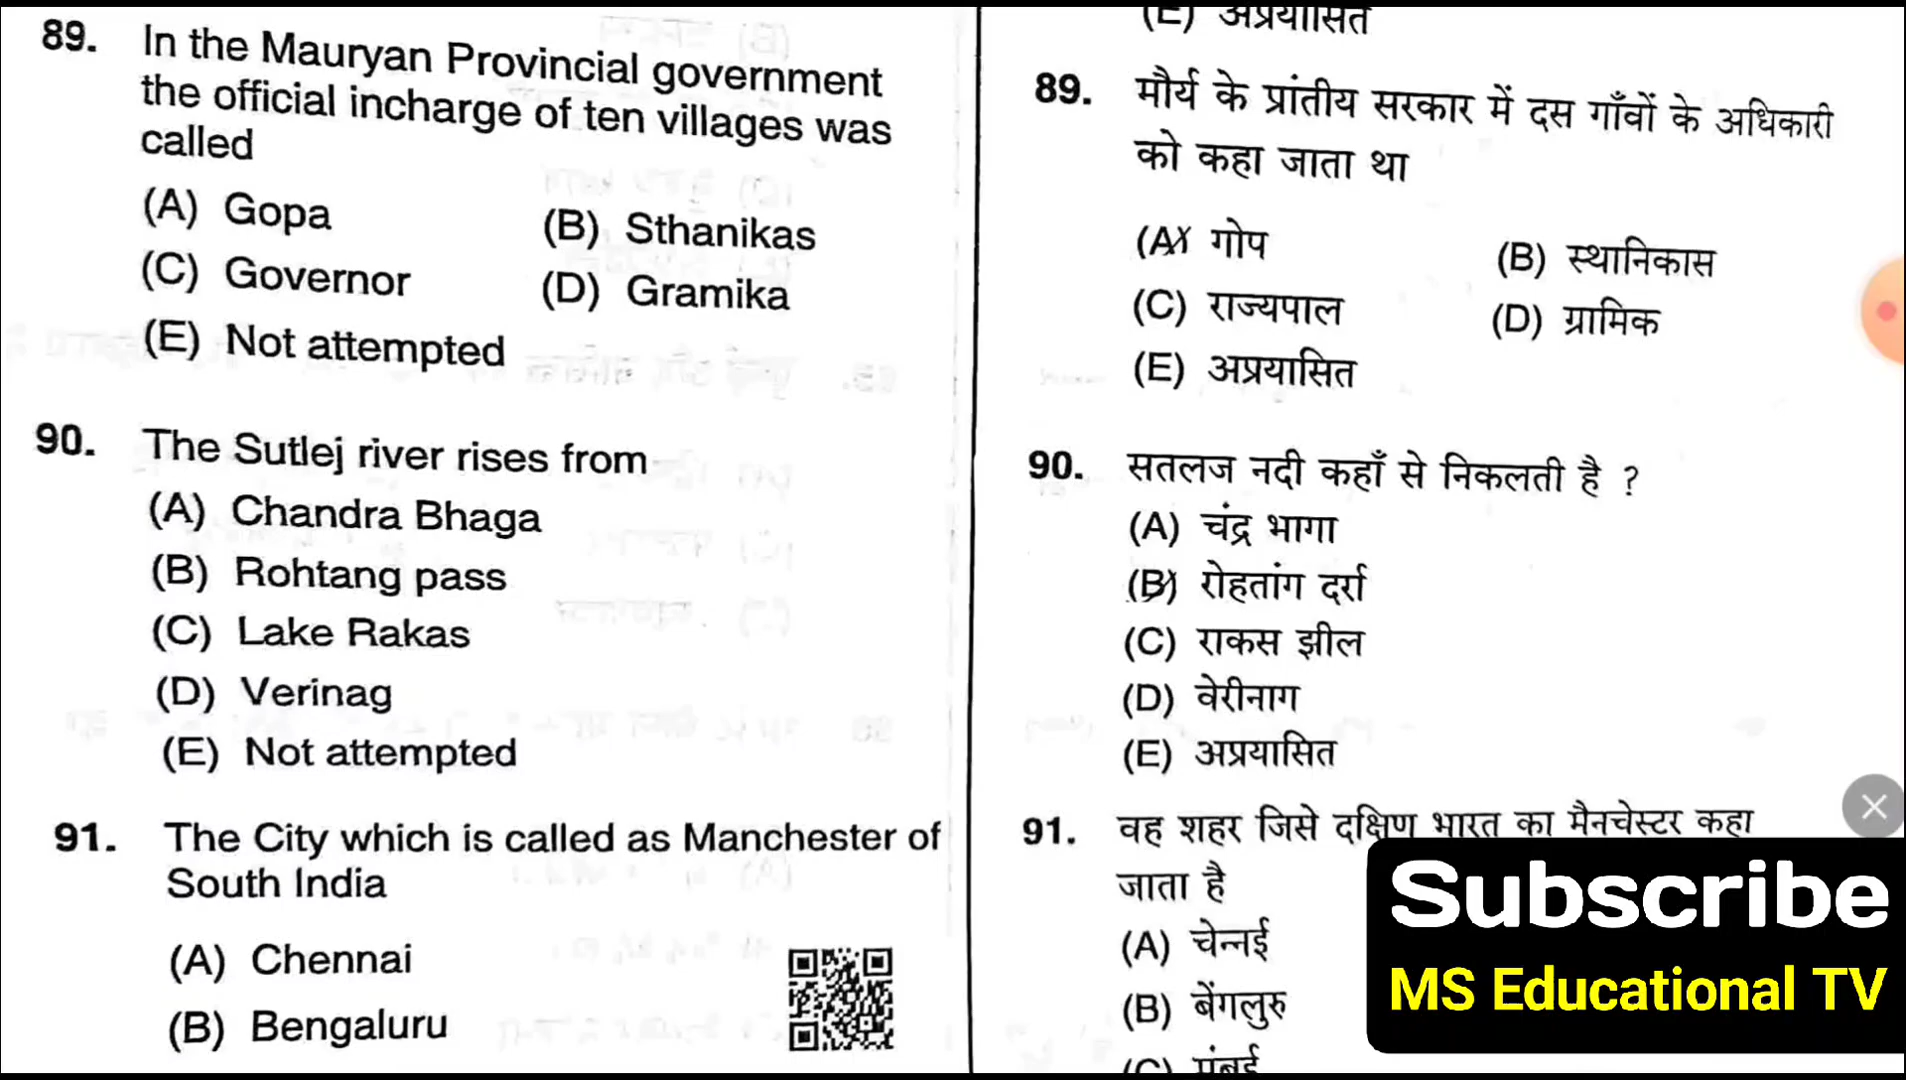 89. In the Mauryan Provincial government
the official incharge of ten villages was
called
(A) Gopa
(B) Sthanikas
(C) Governor
(D) Gramika
(E) Not attempted
90. The Sutlej river rises from
(A) Chandra Bhaga
(B) Rohtang pass
(C) Lake Rakas
(D) Verinag
(E) Not attempted
91. The City which is called as Manchester of
South India
(A) Chennai
(B) Bengaluru
(E) अप्रयासित
89. मौर्य के प्रांतीय सरकार में दस गाँवों के अधिकारी
को कहा जाता था
(A) गोप
(B) स्थानिकास
(C) राज्यपाल
(D) ग्रामिक
(E) अप्रयासित
90. सतलज नदी कहाँ से निकलती है ?
(A) चंद्र भागा
(B) रोहतांग दर्रा
(C) राकस झील
(D) वेरीनाग
(E) अप्रयासित
91. वह शहर जिसे दक्षिण भारत का मैनचेस्टर कहा
जाता है
(A) चेन्नई
(B) बेंगलुरु
(C) मुंबई
Subscribe
MS Educational TV